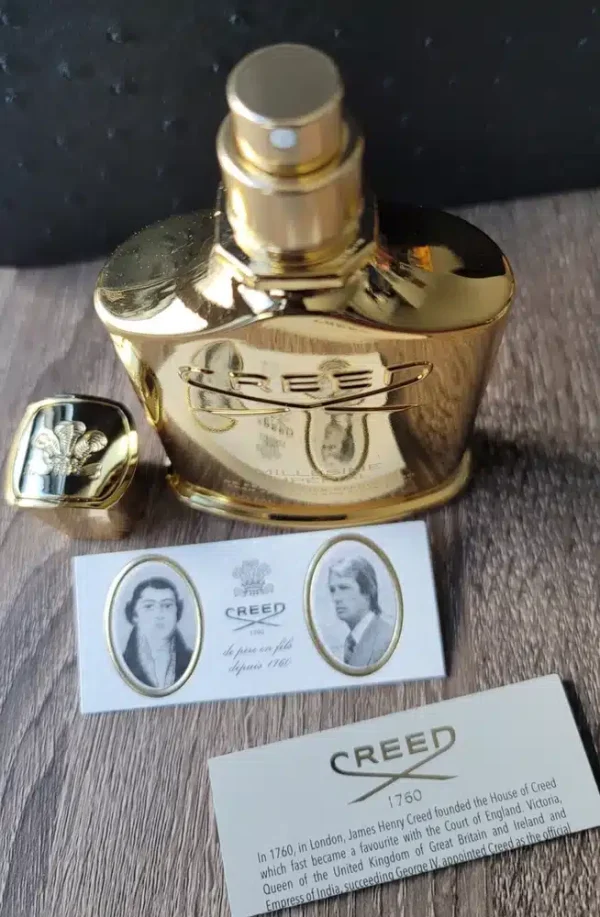 CREED
MILLESIME
IMPERIAL
CREED
1760
de père en fils
depuis 1760
CREED
1760
In 1760, in London, James Henry Creed founded the House of Creed
which fast became a favourite with the Court of England. Victoria,
Queen of the United Kingdom of Great Britain and Ireland and
Empress of India, succeeding George IV, appointed Creed as the official